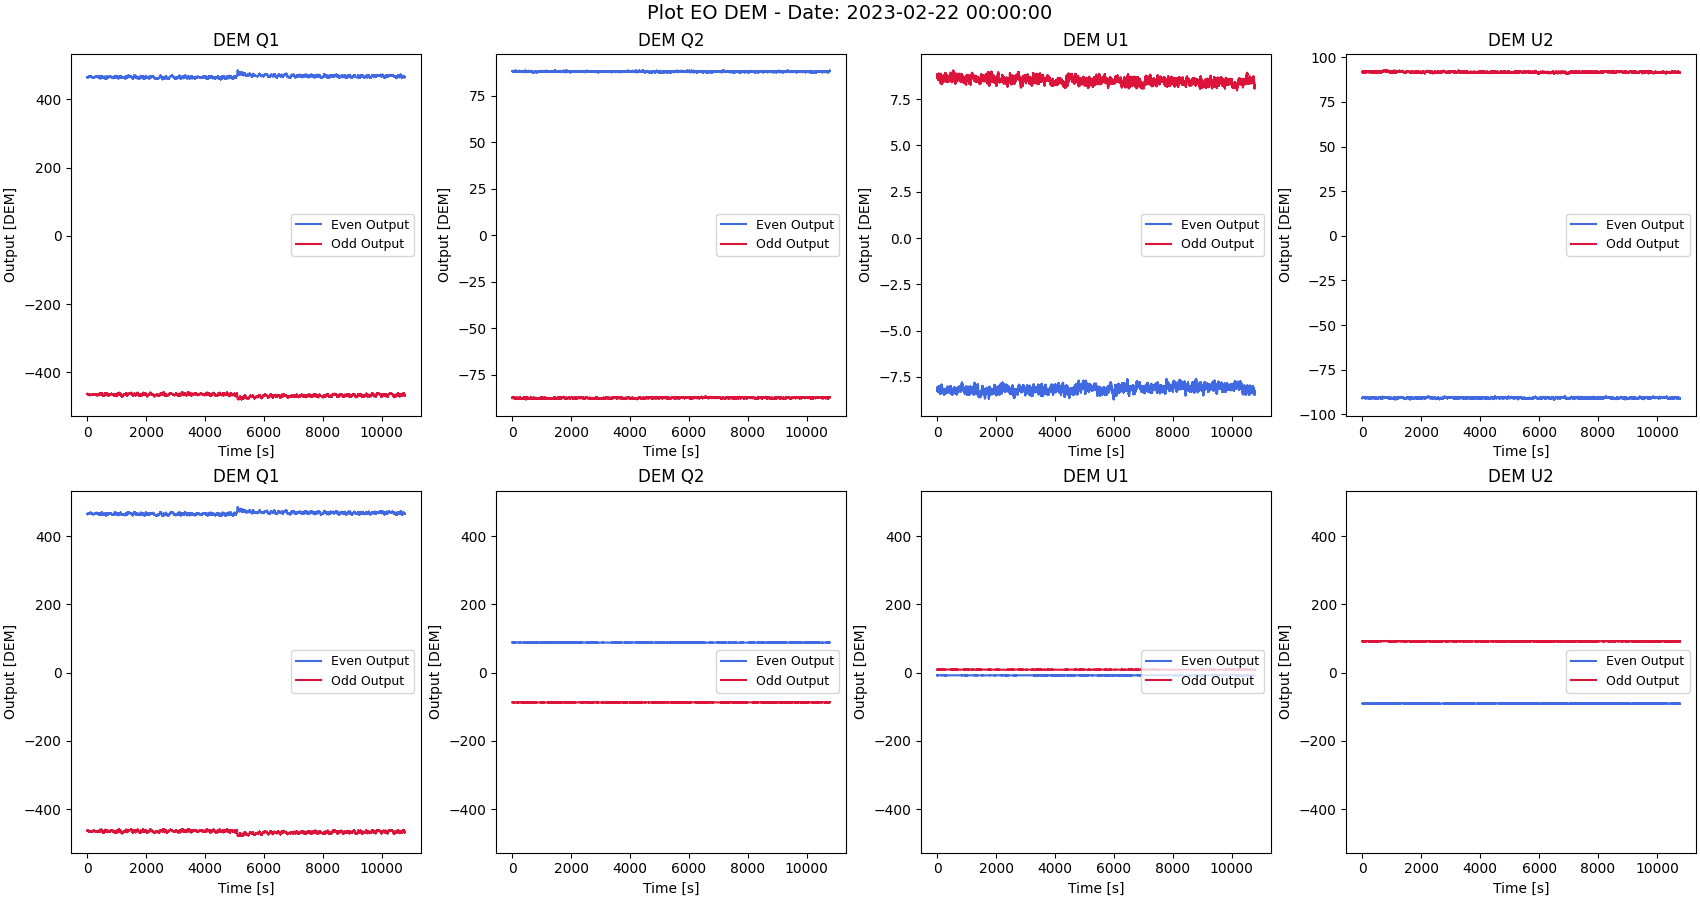 Plot EO DEM - Date: 2023-02-22 00:00:00
DEM Q1
Output [DEM]
400
200
0
−200
−400
Even Output
Odd Output
0 2000 4000 6000 8000 10000
Time [s]
DEM Q2
Output [DEM]
75
50
25
0
−25
−50
−75
Even Output
Odd Output
0 2000 4000 6000 8000 10000
Time [s]
DEM U1
Output [DEM]
7.5
5.0
2.5
0.0
−2.5
−5.0
−7.5
Even Output
Odd Output
0 2000 4000 6000 8000 10000
Time [s]
DEM U2
Output [DEM]
100
75
50
25
0
−25
−50
−75
−100
Even Output
Odd Output
0 2000 4000 6000 8000 10000
Time [s]
DEM Q1
Output [DEM]
400
200
0
−200
−400
Even Output
Odd Output
0 2000 4000 6000 8000 10000
Time [s]
DEM Q2
Output [DEM]
400
200
0
−200
−400
Even Output
Odd Output
0 2000 4000 6000 8000 10000
Time [s]
DEM U1
Output [DEM]
400
200
0
−200
−400
Even Output
Odd Output
0 2000 4000 6000 8000 10000
Time [s]
DEM U2
Output [DEM]
400
200
0
−200
−400
Even Output
Odd Output
0 2000 4000 6000 8000 10000
Time [s]